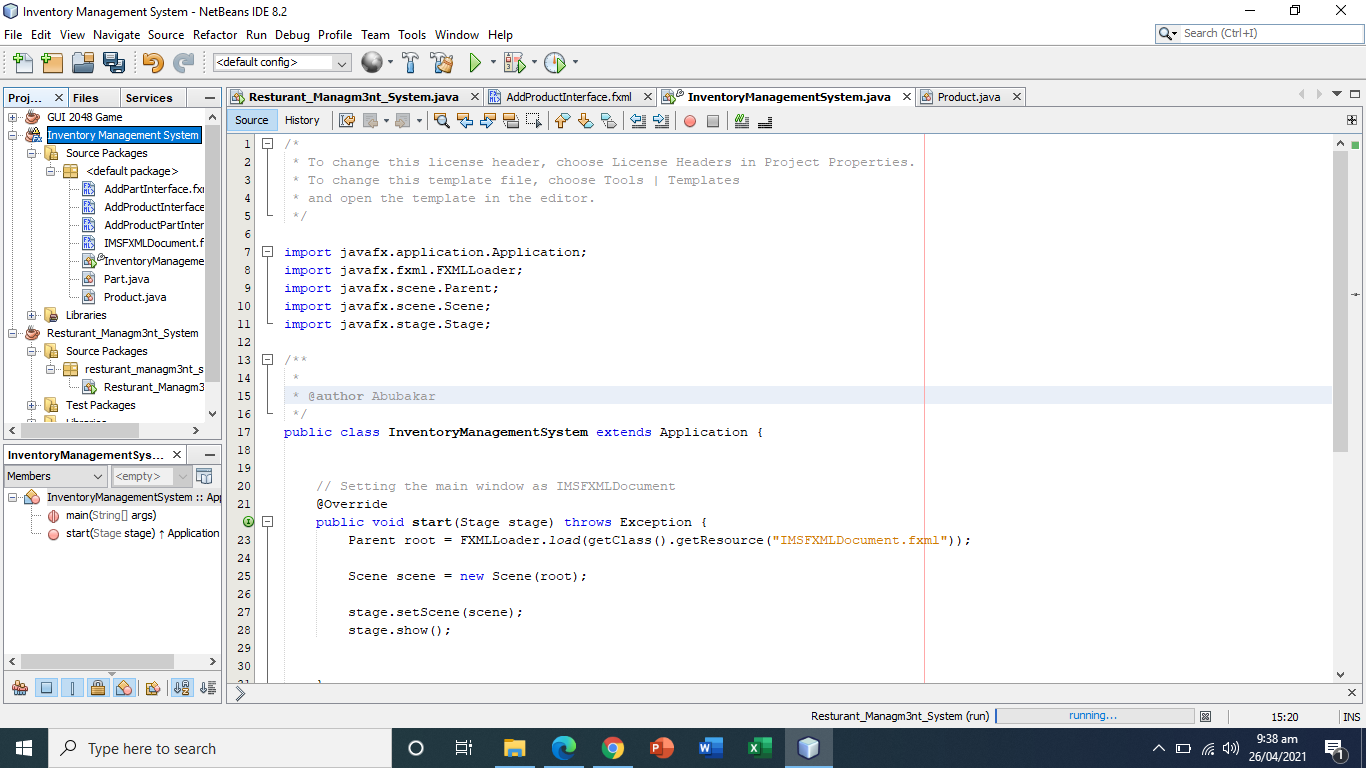 Inventory Management System - NetBeans IDE 8.2
File Edit View Navigate Source Refactor Run Debug Profile Team Tools Window Help
Search (Ctrl+I)
<default config>
Proj... Files Services
GUI 2048 Game
Inventory Management System
Source Packages
<default package>
AddPartInterface.fx
AddProductInterface
AddProductPartInter
IMSFXMLDocument.f
InventoryManageme
Part.java
Product.java
Libraries
Resturant_Managm3nt_System
Source Packages
resturant_managm3nt_s
Resturant_Managm3
Test Packages
InventoryManagementSys...
Members <empty>
InventoryManagementSystem :: App
main(String[] args)
start(Stage stage) ↑ Application
Resturant_Managm3nt_System.java AddProductInterface.fxml InventoryManagementSystem.java Product.java
Source History
1 /*
2 * To change this license header, choose License Headers in Project Properties.
3 * To change this template file, choose Tools | Templates
4 * and open the template in the editor.
5 */
6
7 import javafx.application.Application;
8 import javafx.fxml.FXMLLoader;
9 import javafx.scene.Parent;
10 import javafx.scene.Scene;
11 import javafx.stage.Stage;
12
13 /**
14 *
15 * @author Abubakar
16 */
17 public class InventoryManagementSystem extends Application {
18
19
20 // Setting the main window as IMSFXMLDocument
21 @Override
public void start(Stage stage) throws Exception {
23 Parent root = FXMLLoader.load(getClass().getResource("IMSFXMLDocument.fxml"));
24
25 Scene scene = new Scene(root);
26
27 stage.setScene(scene);
28 stage.show();
29
30
Resturant_Managm3nt_System (run) running... 15:20 INS
Type here to search
9:38 am
26/04/2021
1